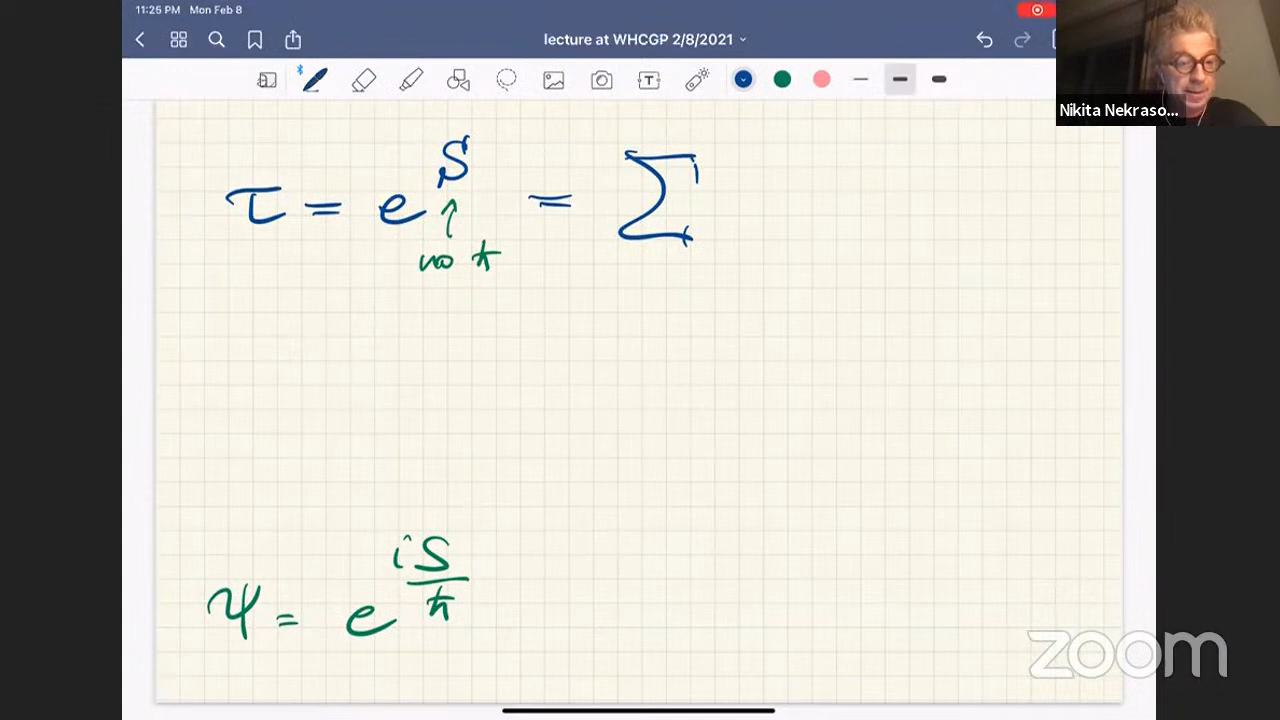 11:25 PM Mon Feb 8
lecture at WHCGP 2/8/2021
T
Nikita Nekraso...
τ = e^S = Σ
↑
no ħ
ψ = e^{iS/ħ}
zoom